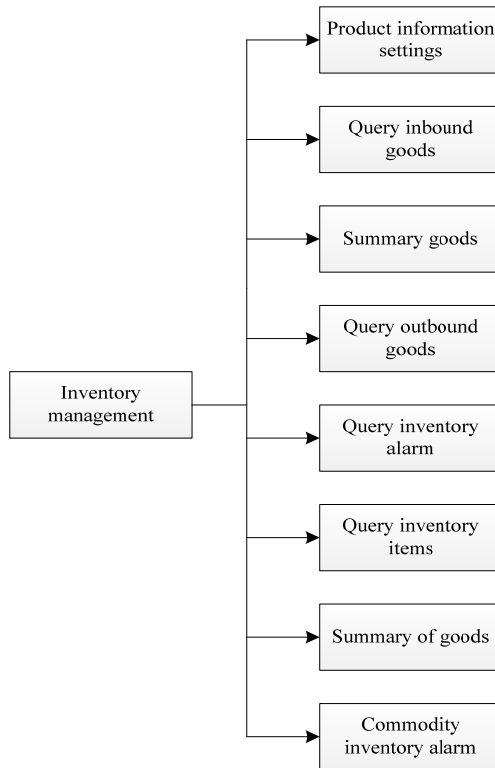 Product information
settings
Query inbound
goods
Summary goods
Query outbound
goods
Inventory
management
Query inventory
alarm
Query inventory
items
Summary of goods
Commodity
inventory alarm